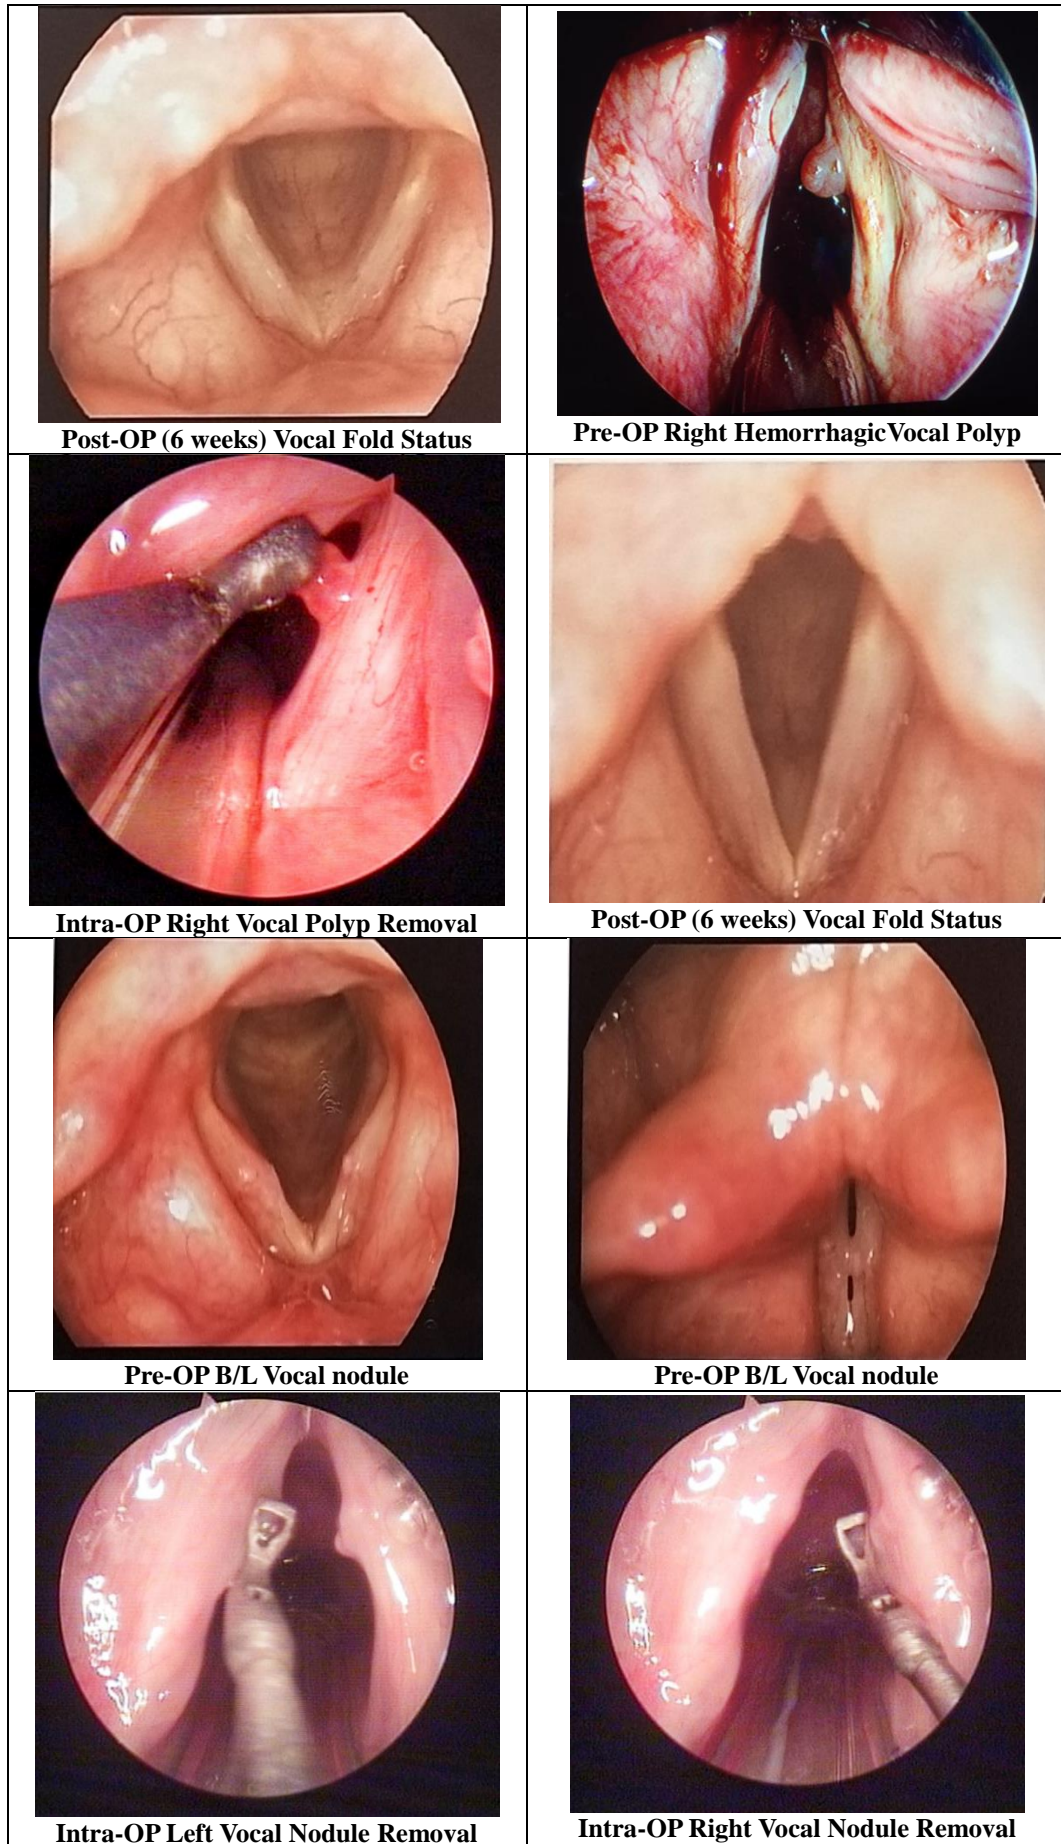 Post-OP (6 weeks) Vocal Fold Status
Pre-OP Right HemorrhagicVocal Polyp
Intra-OP Right Vocal Polyp Removal
Post-OP (6 weeks) Vocal Fold Status
Pre-OP B/L Vocal nodule
Pre-OP B/L Vocal nodule
Intra-OP Left Vocal Nodule Removal
Intra-OP Right Vocal Nodule Removal